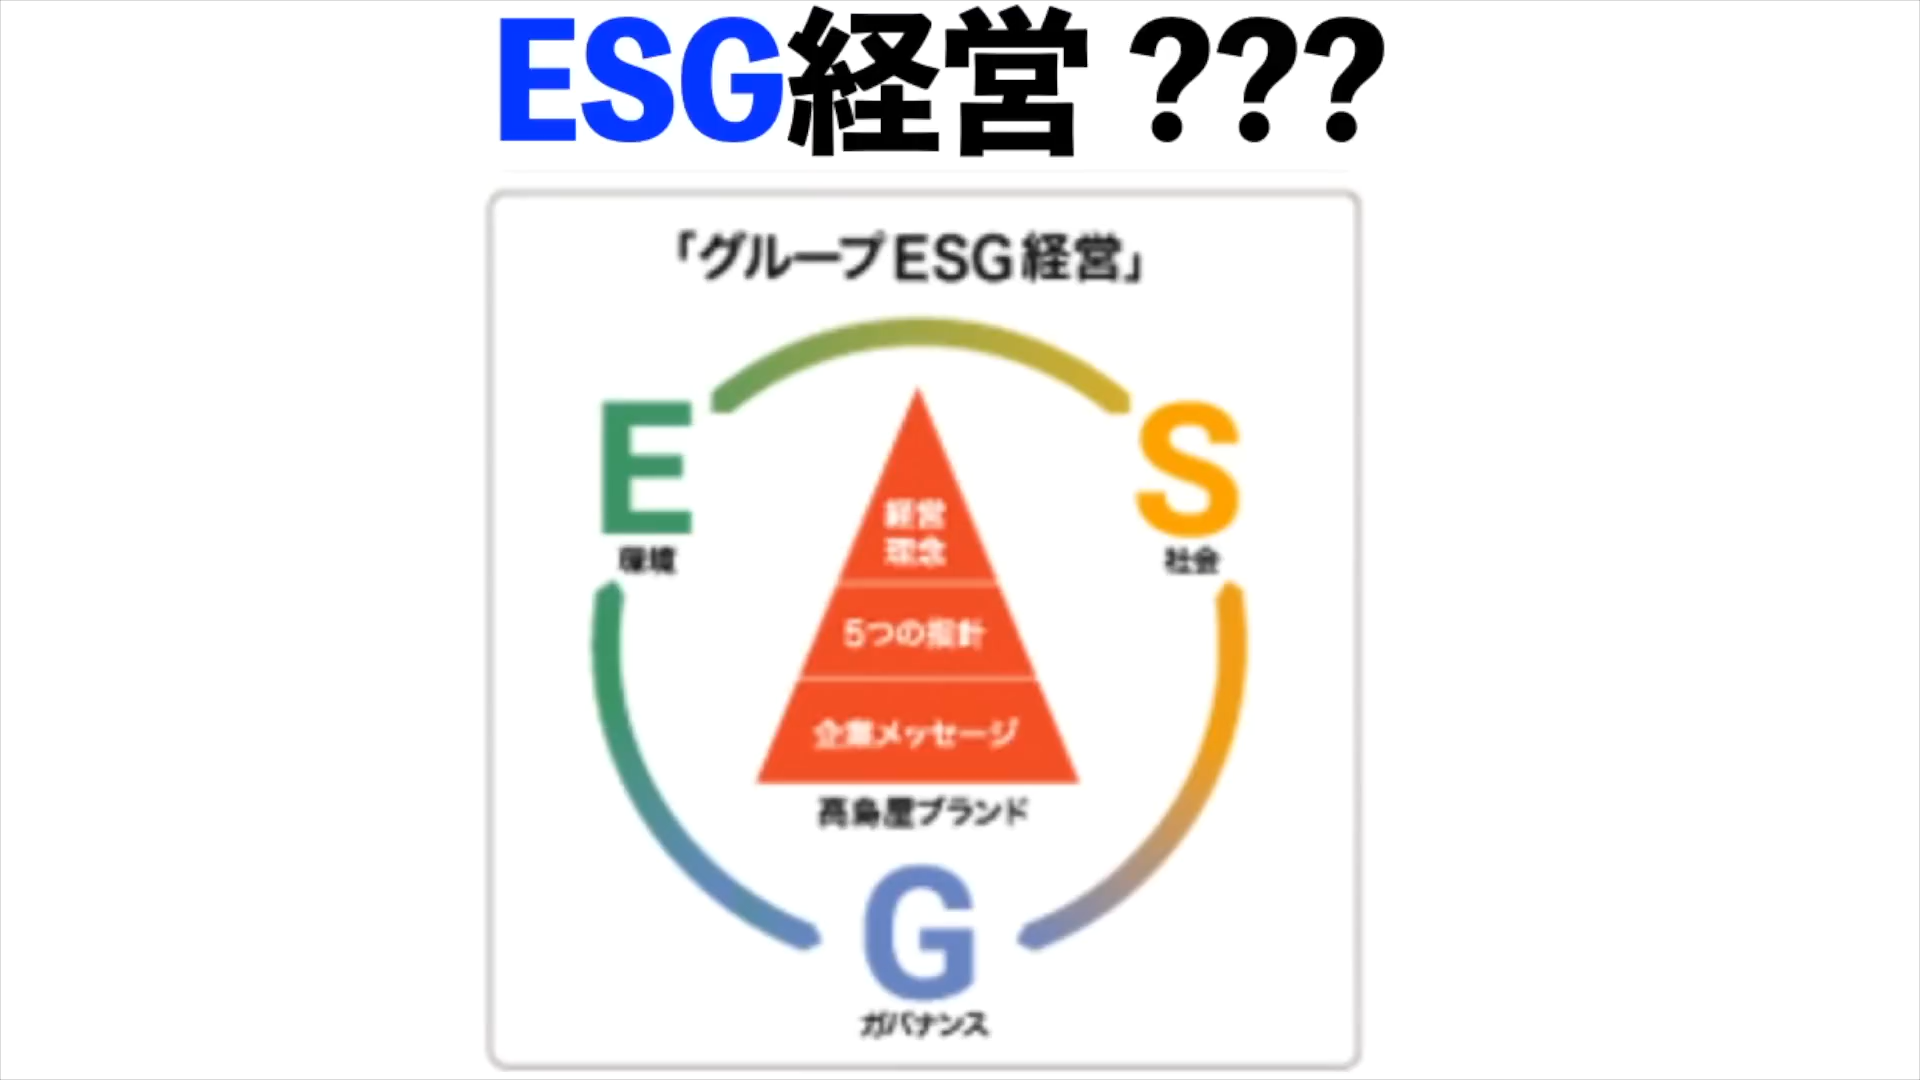 ESG経営 ???
「グループESG経営」
E
環境
S
社会
経営
理念
5つの指針
企業メッセージ
高島屋ブランド
G
ガバナンス